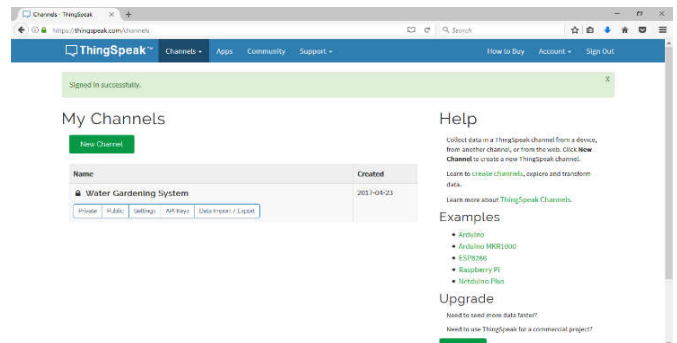 Channels - ThingSpeak
https://thingspeak.com/channels
Search
ThingSpeak™
Channels
Apps
Community
Support
How to Buy
Account
Sign Out
Signed in successfully.
x
My Channels
New Channel
Name
Created
Water Gardening System
2017-04-23
Private
Public
Settings
API Keys
Data Import / Export
Help
Collect data in a ThingSpeak channel from a device,
from another channel, or from the web. Click New
Channel to create a new ThingSpeak channel.
Learn to create channels, explore and transform
data.
Learn more about ThingSpeak Channels.
Examples
Arduino
Arduino MKR1000
ESP8266
Raspberry Pi
Netduino Plus
Upgrade
Need to send more data faster?
Need to use ThingSpeak for a commercial project?